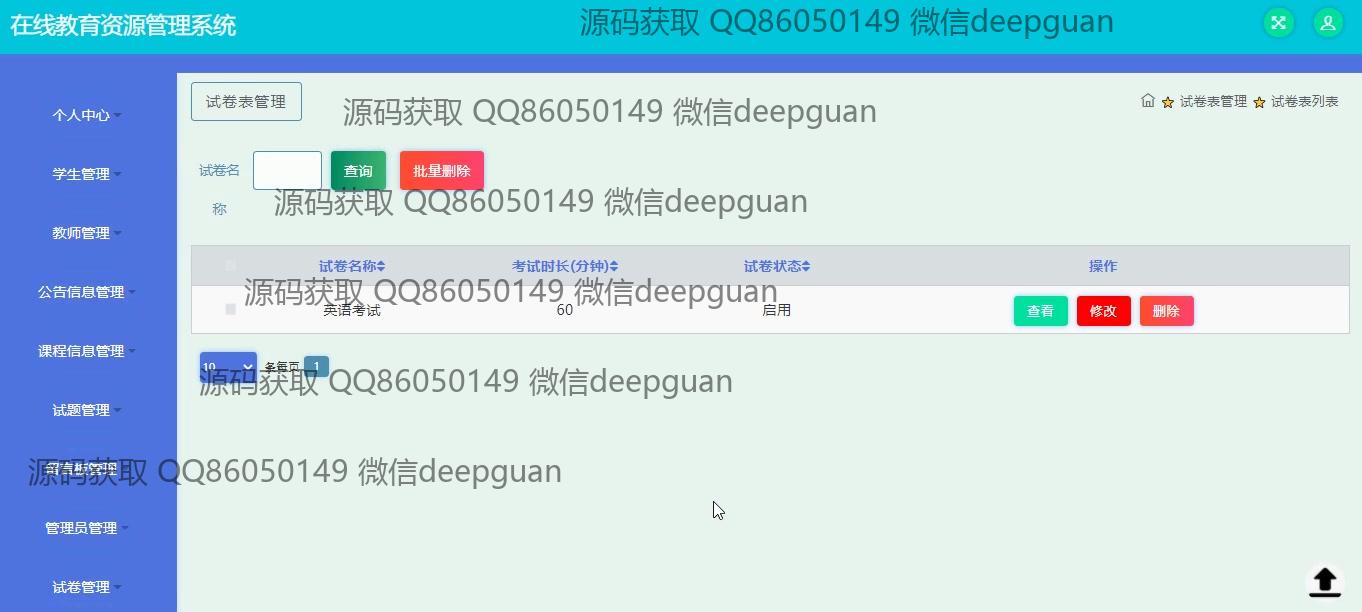 在线教育资源管理系统
源码获取 QQ86050149 微信deepguan
试卷表管理
源码获取 QQ86050149 微信deepguan
试卷表管理 试卷表列表
个人中心
试卷名称
查询
批量删除
学生管理
源码获取 QQ86050149 微信deepguan
教师管理
试卷名称 考试时长(分钟) 试卷状态 操作
公告信息管理
源码获取 QQ86050149 微信deepguan
英语考试 60 启用 查看 修改 删除
课程信息管理
10 条每页 1
源码获取 QQ86050149 微信deepguan
试题管理
留言板管理
源码获取 QQ86050149 微信deepguan
管理员管理
试卷管理